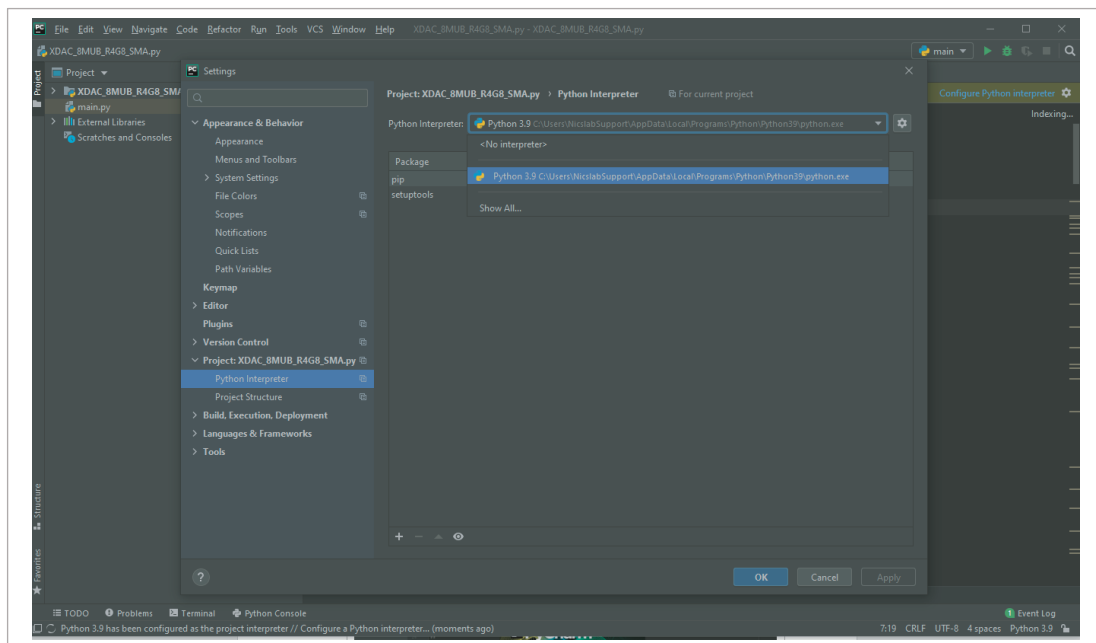 PC File Edit View Navigate Code Refactor Run Tools VCS Window Help XDAC_8MUB_R4G8_SMA.py - XDAC_8MUB_R4G8_SMA.py
XDAC_8MUB_R4G8_SMA.py
main
Project
Project
XDAC_8MUB_R4G8_SMA
main.py
External Libraries
Scratches and Consoles
PC Settings
Appearance & Behavior
Appearance
Menus and Toolbars
System Settings
File Colors
Scopes
Notifications
Quick Lists
Path Variables
Keymap
Editor
Plugins
Version Control
Project: XDAC_8MUB_R4G8_SMA.py
Python Interpreter
Project Structure
Build, Execution, Deployment
Languages & Frameworks
Tools
?
Project: XDAC_8MUB_R4G8_SMA.py > Python Interpreter For current project
Python Interpreter: Python 3.9 C:\Users\NicslabSupport\AppData\Local\Programs\Python\Python39\python.exe
<No interpreter>
Python 3.9 C:\Users\NicslabSupport\AppData\Local\Programs\Python\Python39\python.exe
Show All...
Package
pip
setuptools
OK Cancel Apply
Configure Python interpreter
Indexing...
Structure
Favorites
TODO Problems Terminal Python Console
1 Event Log
Python 3.9 has been configured as the project interpreter // Configure a Python interpreter... (moments ago)
7:19 CRLF UTF-8 4 spaces Python 3.9